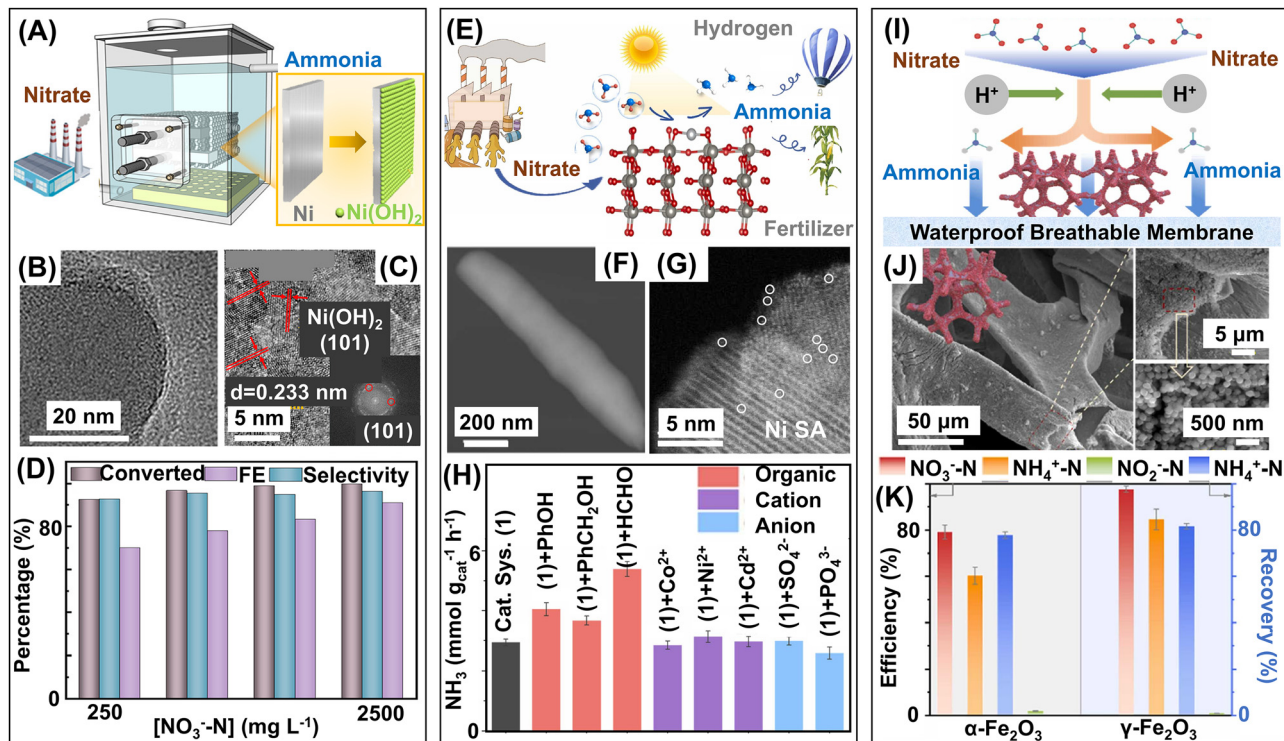 (A)
Nitrate
Ammonia
Ni
Ni(OH)₂
(B)
20 nm
(C)
Ni(OH)₂
(101)
d=0.233 nm
5 nm
(101)
(D)
Converted
FE
Selectivity
Percentage (%)
80
0
250
2500
[NO₃⁻-N] (mg L⁻¹)
(E)
Hydrogen
Ammonia
Nitrate
Fertilizer
(F)
200 nm
(G)
5 nm
Ni SA
(H)
Organic
Cation
Anion
NH₃ (mmol g꜀ₐₜ⁻¹ h⁻¹)
6
3
0
Cat. Sys. (1)
(1)+PhOH
(1)+PhCH₂OH
(1)+HCHO
(1)+Co²⁺
(1)+Ni²⁺
(1)+Cd²⁺
(1)+SO₄²⁻
(1)+PO₄³⁻
(I)
Nitrate
Nitrate
H⁺
H⁺
Ammonia
Ammonia
Waterproof Breathable Membrane
(J)
50 µm
5 µm
500 nm
NO₃⁻-N
NH₄⁺-N
NO₂⁻-N
NH₄⁺-N
(K)
Efficiency (%)
80
0
Recovery (%)
80
0
α-Fe₂O₃
γ-Fe₂O₃